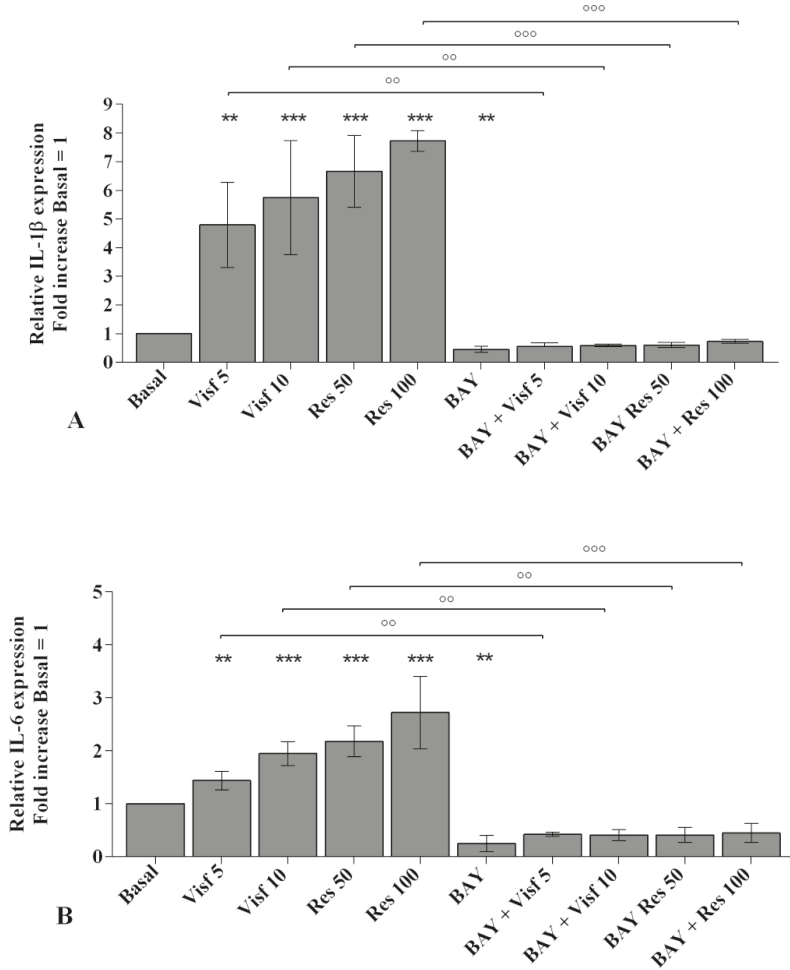 °°°
°°°
°°
°°
** *** *** *** **
Relative IL-1β expression
Fold increase Basal = 1
9
8
7
6
5
4
3
2
1
0
Basal
Visf 5
Visf 10
Res 50
Res 100
BAY
BAY + Visf 5
BAY + Visf 10
BAY Res 50
BAY + Res 100
A
°°°
°°
°°
°°
** *** *** *** **
Relative IL-6 expression
Fold increase Basal = 1
5
4
3
2
1
0
Basal
Visf 5
Visf 10
Res 50
Res 100
BAY
BAY + Visf 5
BAY + Visf 10
BAY Res 50
BAY + Res 100
B